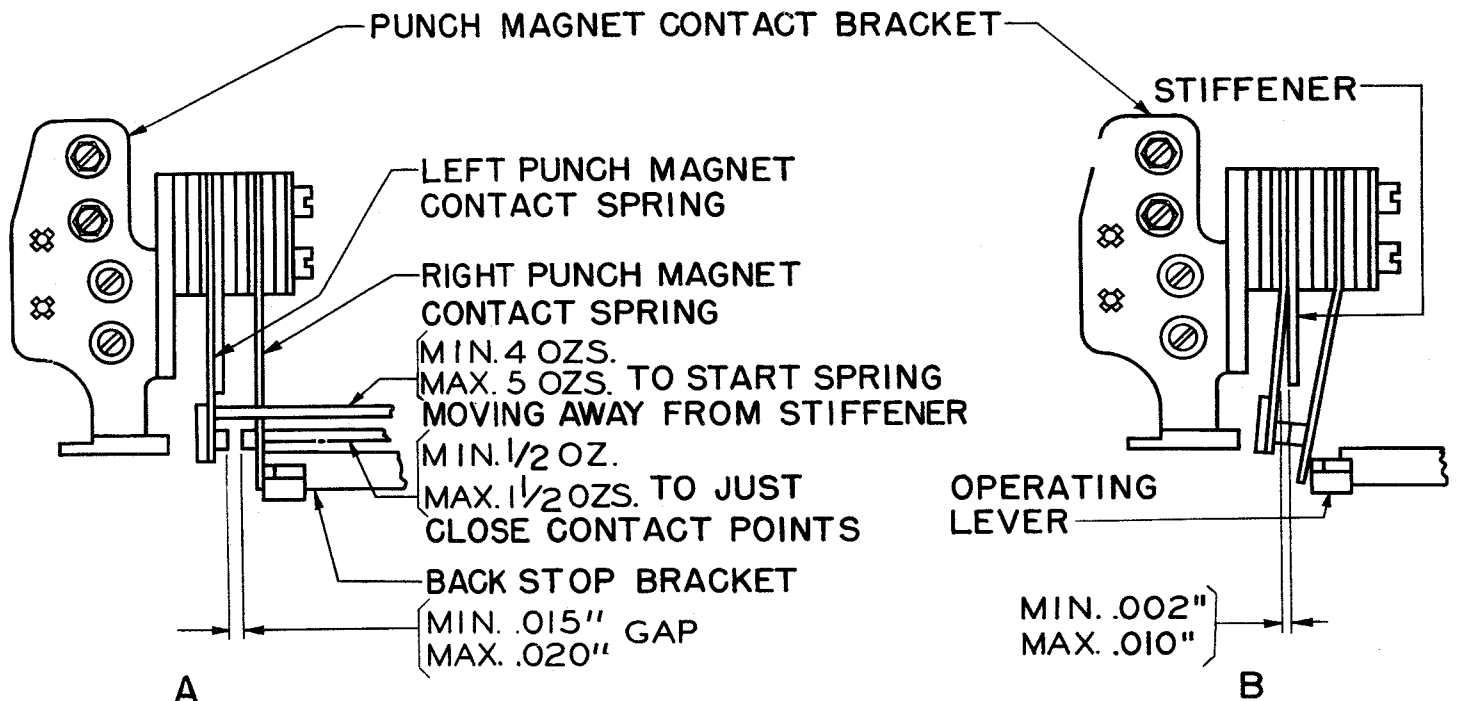 PUNCH MAGNET CONTACT BRACKET
STIFFENER
LEFT PUNCH MAGNET
CONTACT SPRING
RIGHT PUNCH MAGNET
CONTACT SPRING
MIN. 4 OZS.
MAX. 5 OZS. TO START SPRING
MOVING AWAY FROM STIFFENER
MIN. 1/2 OZ.
MAX. 1 1/2 OZS. TO JUST
CLOSE CONTACT POINTS
OPERATING
LEVER
BACK STOP BRACKET
MIN. .015" GAP
MAX. .020"
MIN. .002"
MAX. .010"
A
B